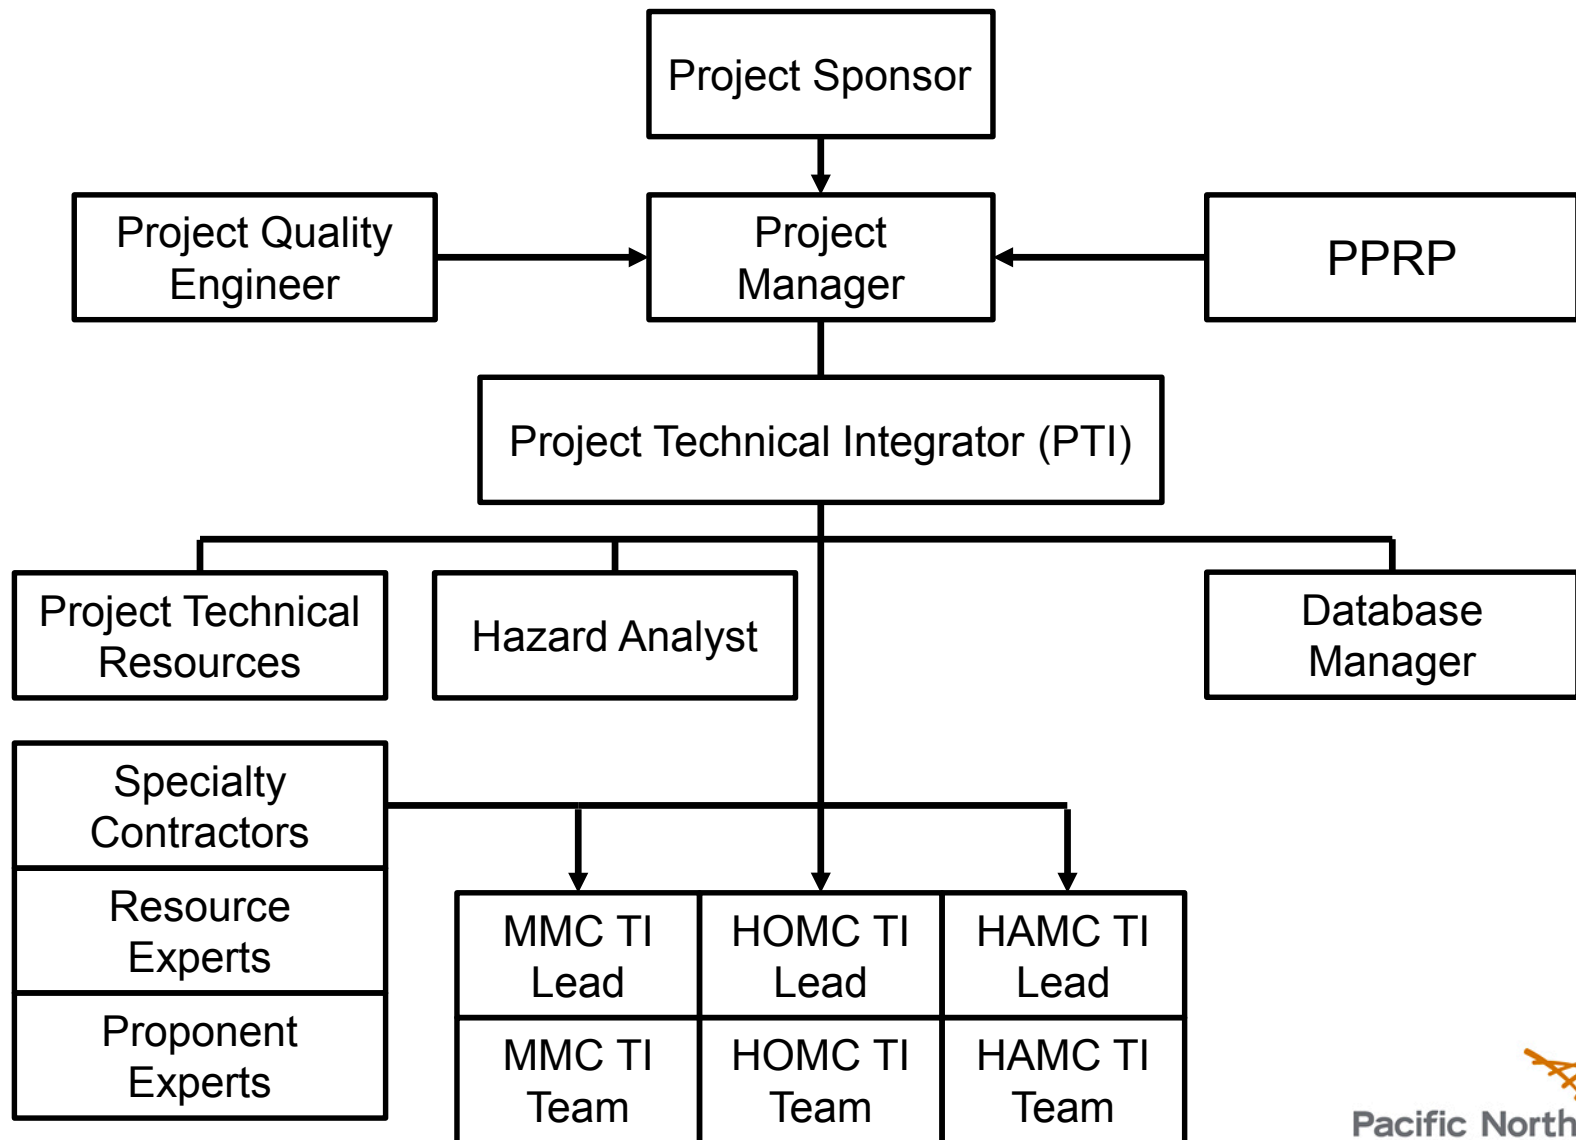 Project Sponsor
Project Quality
Engineer
Project
Manager
PPRP
Project Technical Integrator (PTI)
Project Technical
Resources
Hazard Analyst
Database
Manager
Specialty
Contractors
Resource
Experts
Proponent
Experts
MMC TI
Lead
HOMC TI
Lead
HAMC TI
Lead
MMC TI
Team
HOMC TI
Team
HAMC TI
Team
Pacific North